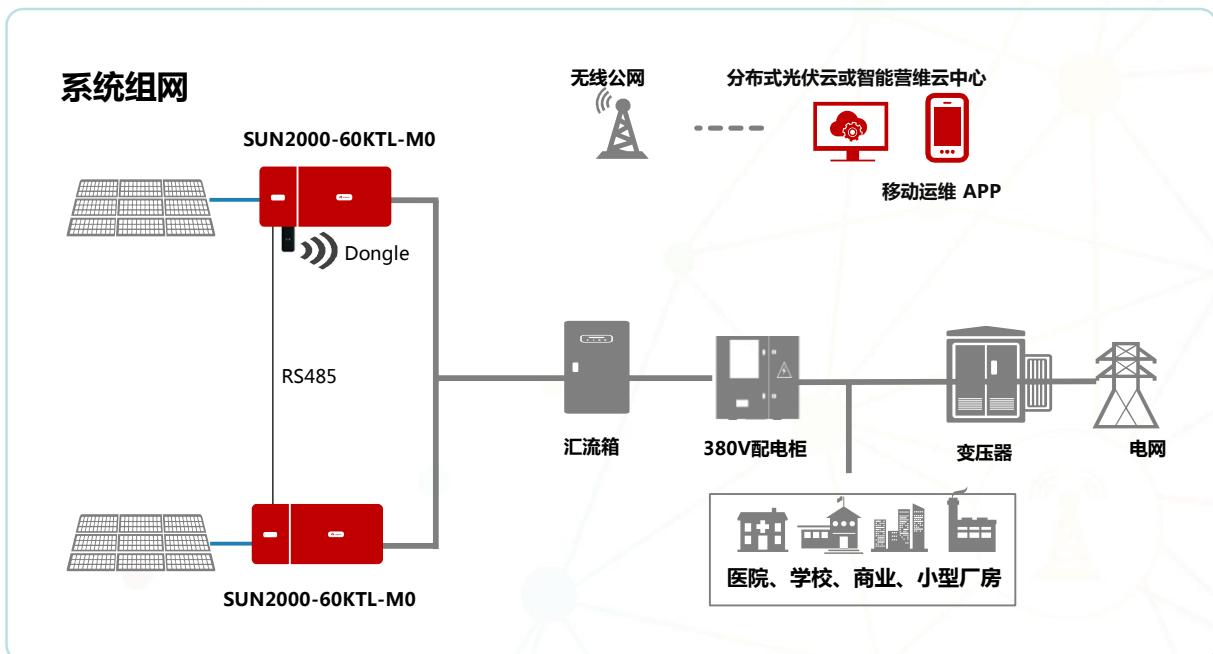 系统组网
无线公网
分布式光伏云或智能营维云中心
SUN2000-60KTL-M0
移动运维 APP
Dongle
RS485
汇流箱
380V配电柜
变压器
电网
医院、学校、商业、小型厂房
SUN2000-60KTL-M0